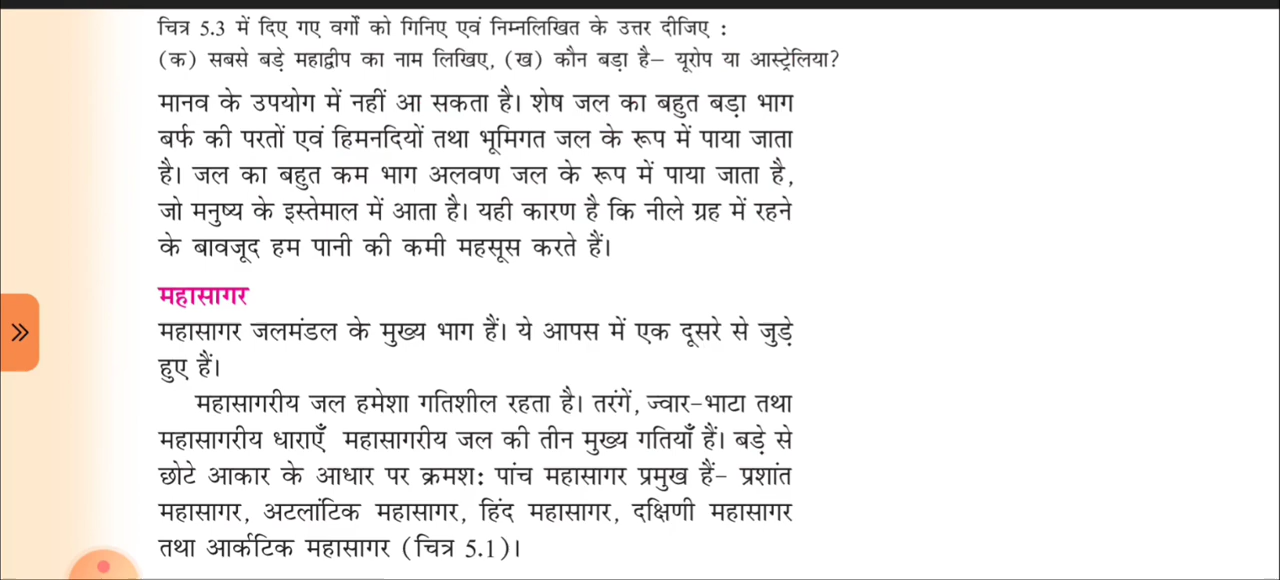 चित्र 5.3 में दिए गए वर्गों को गिनिए एवं निम्नलिखित के उत्तर दीजिए :
(क) सबसे बड़े महाद्वीप का नाम लिखिए, (ख) कौन बड़ा है– यूरोप या आस्ट्रेलिया?
मानव के उपयोग में नहीं आ सकता है। शेष जल का बहुत बड़ा भाग
बर्फ की परतों एवं हिमनदियों तथा भूमिगत जल के रूप में पाया जाता
है। जल का बहुत कम भाग अलवण जल के रूप में पाया जाता है,
जो मनुष्य के इस्तेमाल में आता है। यही कारण है कि नीले ग्रह में रहने
के बावजूद हम पानी की कमी महसूस करते हैं।
महासागर
महासागर जलमंडल के मुख्य भाग हैं। ये आपस में एक दूसरे से जुड़े
हुए हैं।
महासागरीय जल हमेशा गतिशील रहता है। तरंगें, ज्वार-भाटा तथा
महासागरीय धाराएँ महासागरीय जल की तीन मुख्य गतियाँ हैं। बड़े से
छोटे आकार के आधार पर क्रमश: पांच महासागर प्रमुख हैं- प्रशांत
महासागर, अटलांटिक महासागर, हिंद महासागर, दक्षिणी महासागर
तथा आर्कटिक महासागर (चित्र 5.1)।